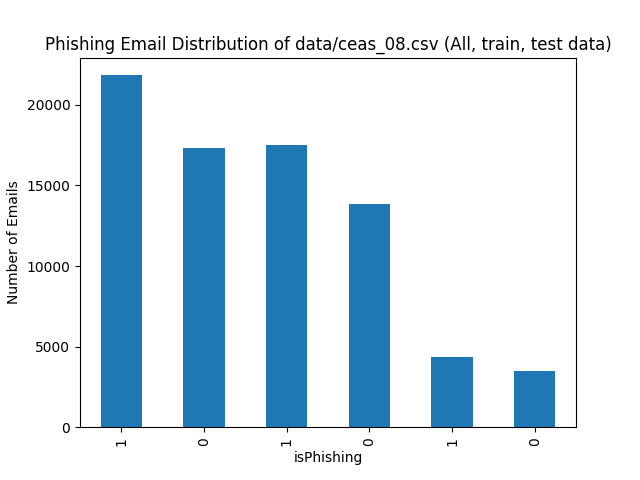 Phishing Email Distribution of data/ceas_08.csv (All, train, test data)
20000
15000
10000
5000
0
Number of Emails
1 0 1 0 1 0
isPhishing